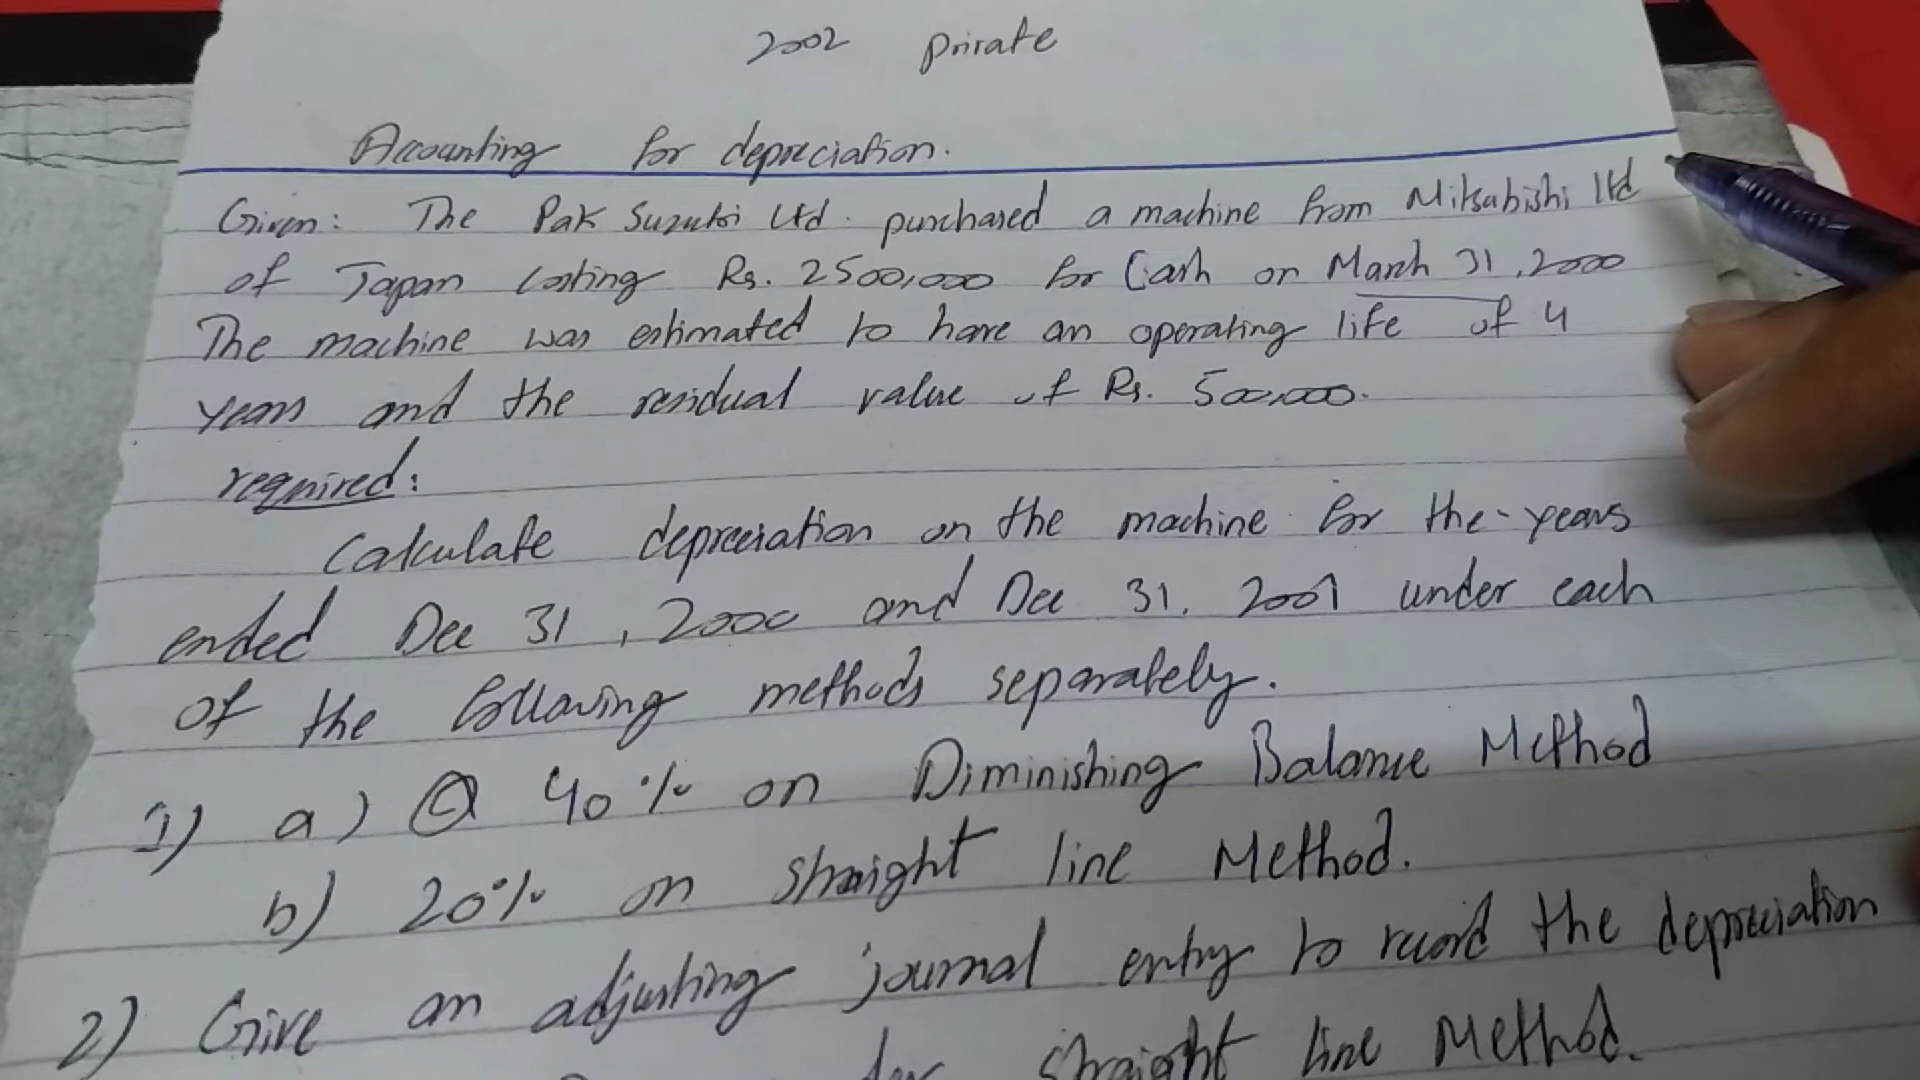 2002 private
Accounting for depreciation.
Given: The Pak Suzuki Ltd. purchased a machine from Mitsabishi ltd
of Japan costing Rs. 2500,000 for Cash on March 31, 2000
The machine was estimated to have an operating life of 4
years and the residual value of Rs. 500,000.
required:
Calculate depreciation on the machine for the years
ended Dec 31, 2000 and Dec 31, 2001 under each
of the following methods separately.
1) a) @ 40% on Diminishing Balance Method
b) 20% on straight line Method.
2) Give an adjusting journal entry to record the depreciation
straight line Method.